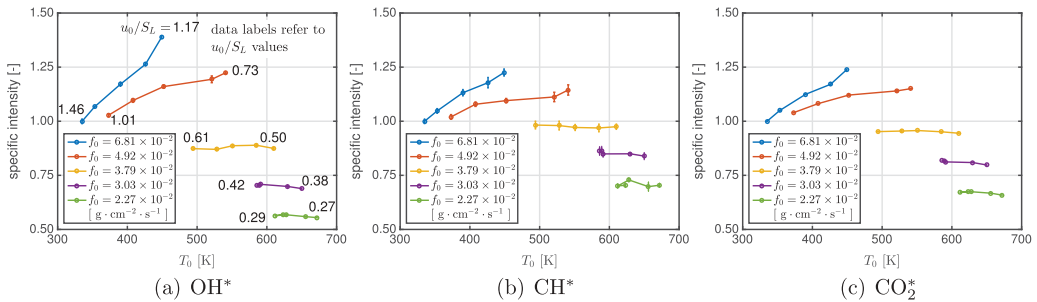 1.50
1.25
1.00
0.75
0.50
specific intensity [-]
u₀/S_L = 1.17
data labels refer to
u₀/S_L values
0.73
1.46
1.01
0.61
0.50
0.42
0.38
0.29
0.27
f₀ = 6.81 × 10⁻²
f₀ = 4.92 × 10⁻²
f₀ = 3.79 × 10⁻²
f₀ = 3.03 × 10⁻²
f₀ = 2.27 × 10⁻²
[ g · cm⁻² · s⁻¹ ]
300 400 500 600 700
T₀ [K]
(a) OH*
1.50
1.25
1.00
0.75
0.50
specific intensity [-]
f₀ = 6.81 × 10⁻²
f₀ = 4.92 × 10⁻²
f₀ = 3.79 × 10⁻²
f₀ = 3.03 × 10⁻²
f₀ = 2.27 × 10⁻²
[ g · cm⁻² · s⁻¹ ]
300 400 500 600 700
T₀ [K]
(b) CH*
1.50
1.25
1.00
0.75
0.50
specific intensity [-]
f₀ = 6.81 × 10⁻²
f₀ = 4.92 × 10⁻²
f₀ = 3.79 × 10⁻²
f₀ = 3.03 × 10⁻²
f₀ = 2.27 × 10⁻²
[ g · cm⁻² · s⁻¹ ]
300 400 500 600 700
T₀ [K]
(c) CO₂*